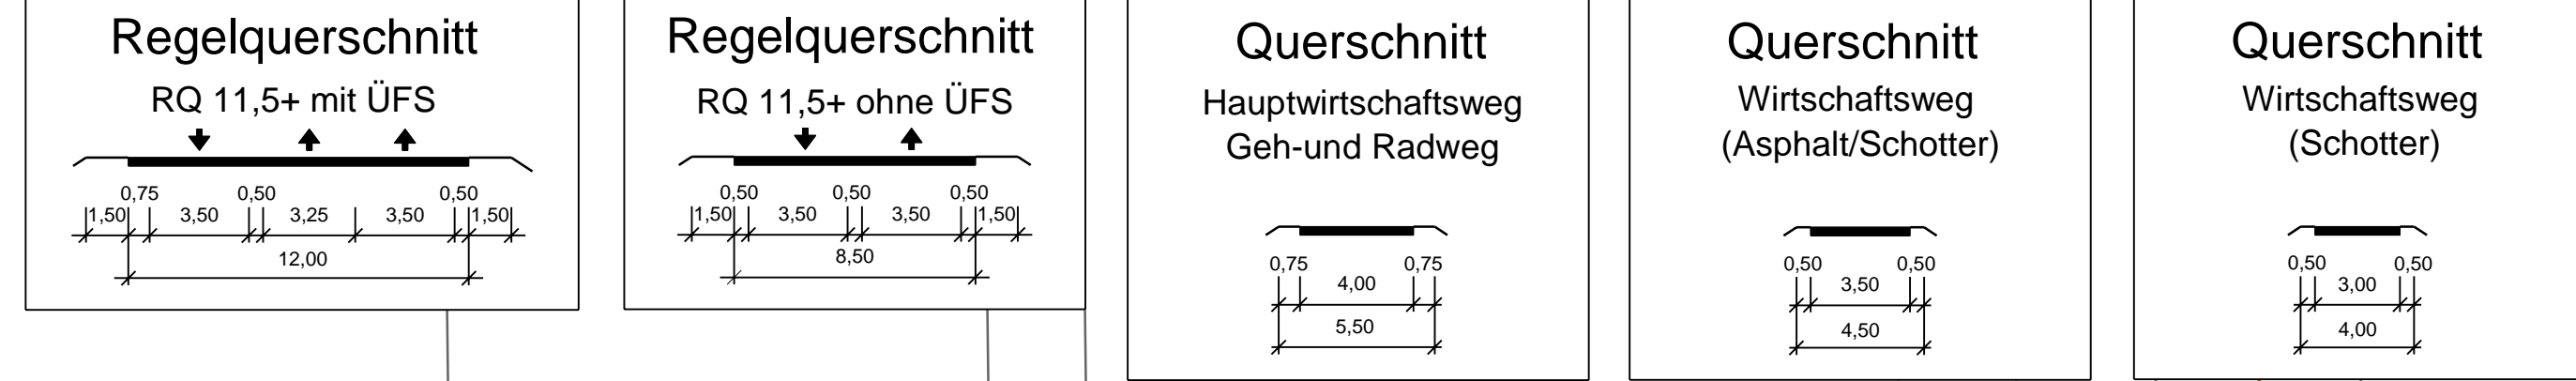 Regelquerschnitt
RQ 11,5+ mit ÜFS
0,75 0,50 0,50
1,50 3,50 3,25 3,50 1,50
12,00
Regelquerschnitt
RQ 11,5+ ohne ÜFS
0,50 0,50 0,50
1,50 3,50 3,50 1,50
8,50
Querschnitt
Hauptwirtschaftsweg
Geh-und Radweg
0,75 0,75
4,00
5,50
Querschnitt
Wirtschaftsweg
(Asphalt/Schotter)
0,50 0,50
3,50
4,50
Querschnitt
Wirtschaftsweg
(Schotter)
0,50 0,50
3,00
4,00